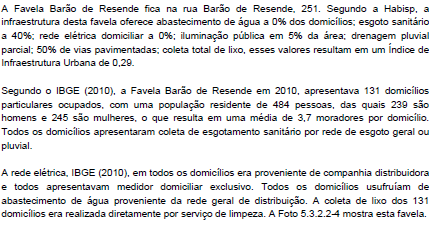 A Favela Barão de Resende fica na rua Barão de Resende, 251. Segundo a Habisp, a
infraestrutura desta favela oferece abastecimento de água a 0% dos domicílios; esgoto sanitário
a 40%; rede elétrica domiciliar a 0%; iluminação pública em 5% da área; drenagem pluvial
parcial; 50% de vias pavimentadas; coleta total de lixo, esses valores resultam em um Índice de
Infraestrutura Urbana de 0,29.
Segundo o IBGE (2010), a Favela Barão de Resende em 2010, apresentava 131 domicílios
particulares ocupados, com uma população residente de 484 pessoas, das quais 239 são
homens e 245 são mulheres, o que resulta em uma média de 3,7 moradores por domicílio.
Todos os domicílios apresentaram coleta de esgotamento sanitário por rede de esgoto geral ou
pluvial.
A rede elétrica, IBGE (2010), em todos os domicílios era proveniente de companhia distribuidora
e todos apresentavam medidor domiciliar exclusivo. Todos os domicílios usufruíam de
abastecimento de água proveniente da rede geral de distribuição. A coleta de lixo dos 131
domicílios era realizada diretamente por serviço de limpeza. A Foto 5.3.2.2-4 mostra esta favela.